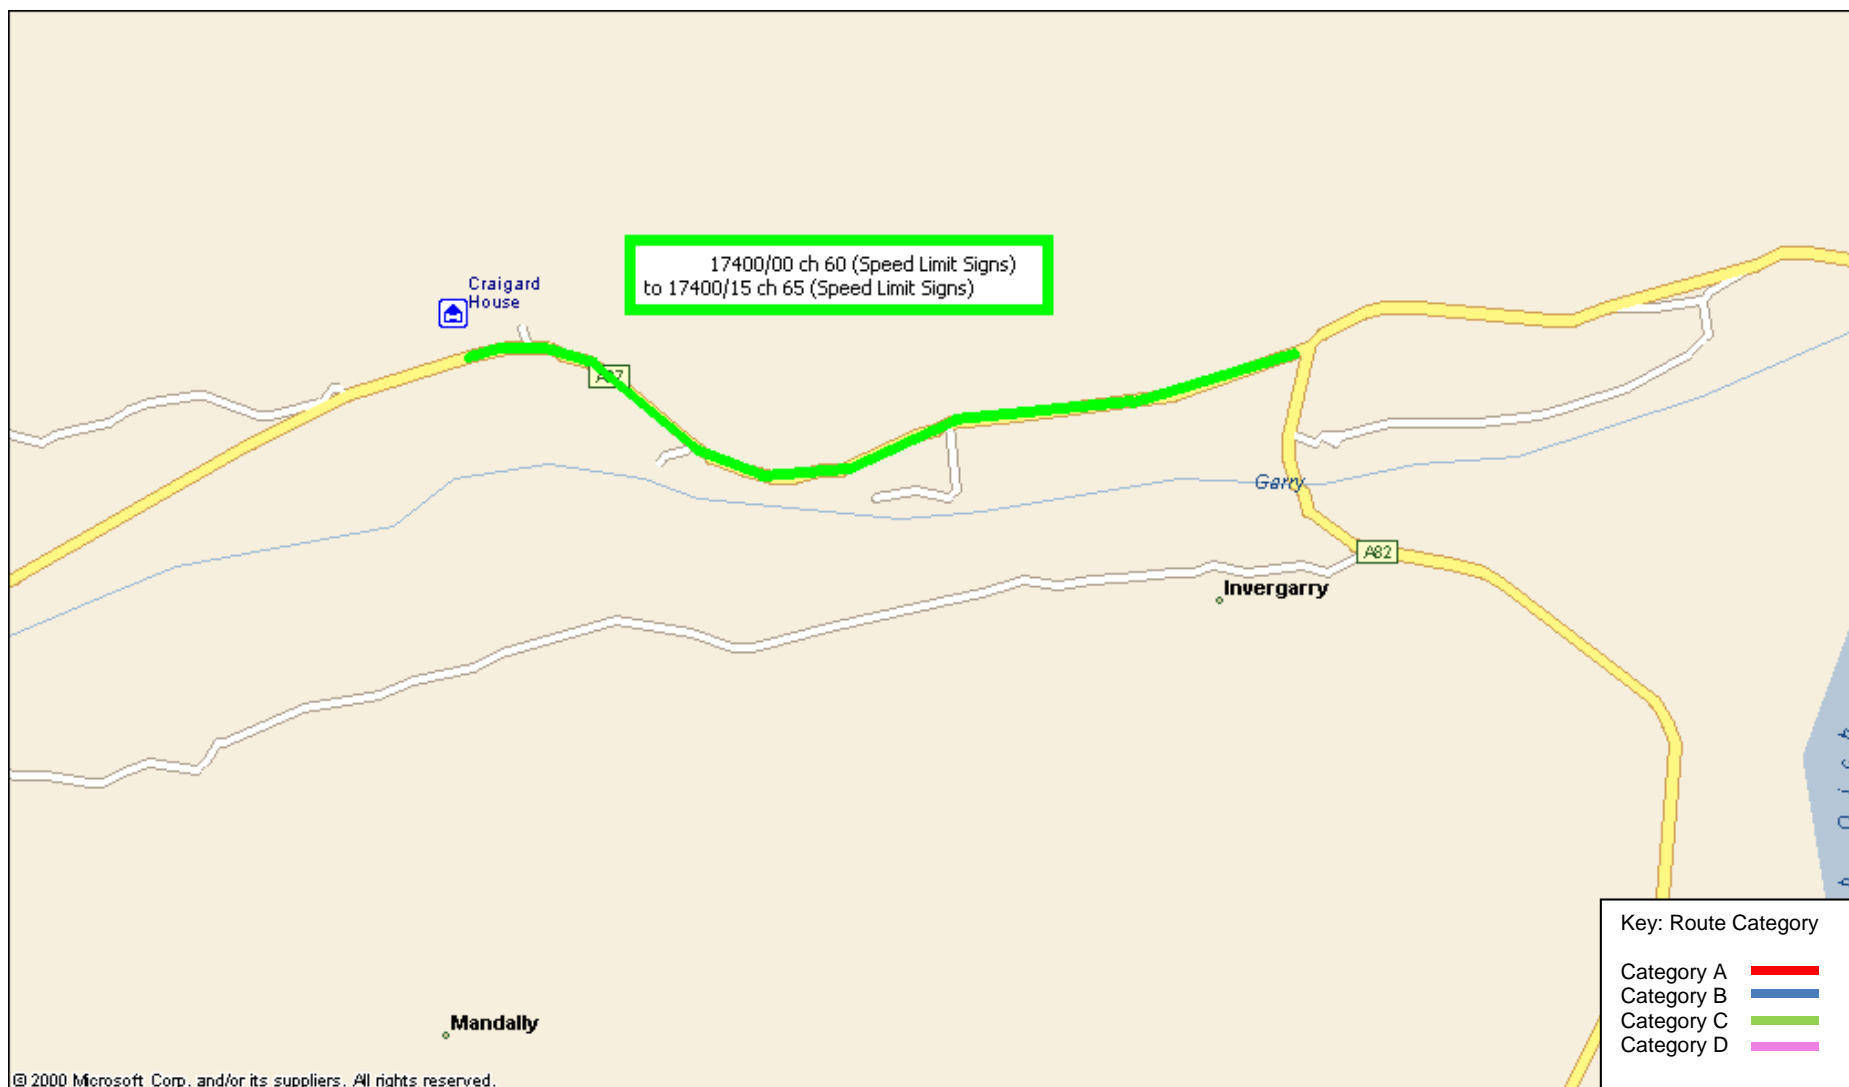 17400/00 ch 60 (Speed Limit Signs)
to 17400/15 ch 65 (Speed Limit Signs)
Craigard
House
Garry
A82
Invergarry
Key: Route Category
Category A
Category B
Category C
Category D
Mandally
© 2000 Microsoft Corp. and/or its suppliers. All rights reserved.